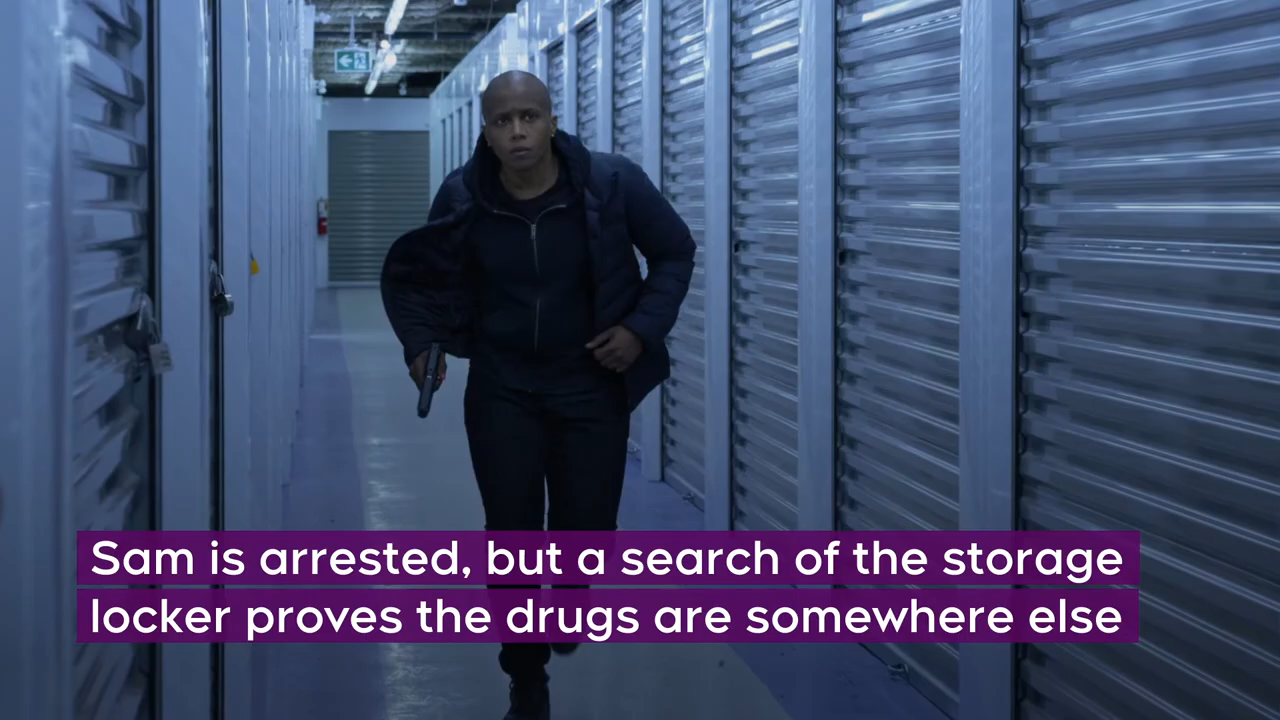 Sam is arrested, but a search of the storage
locker proves the drugs are somewhere else